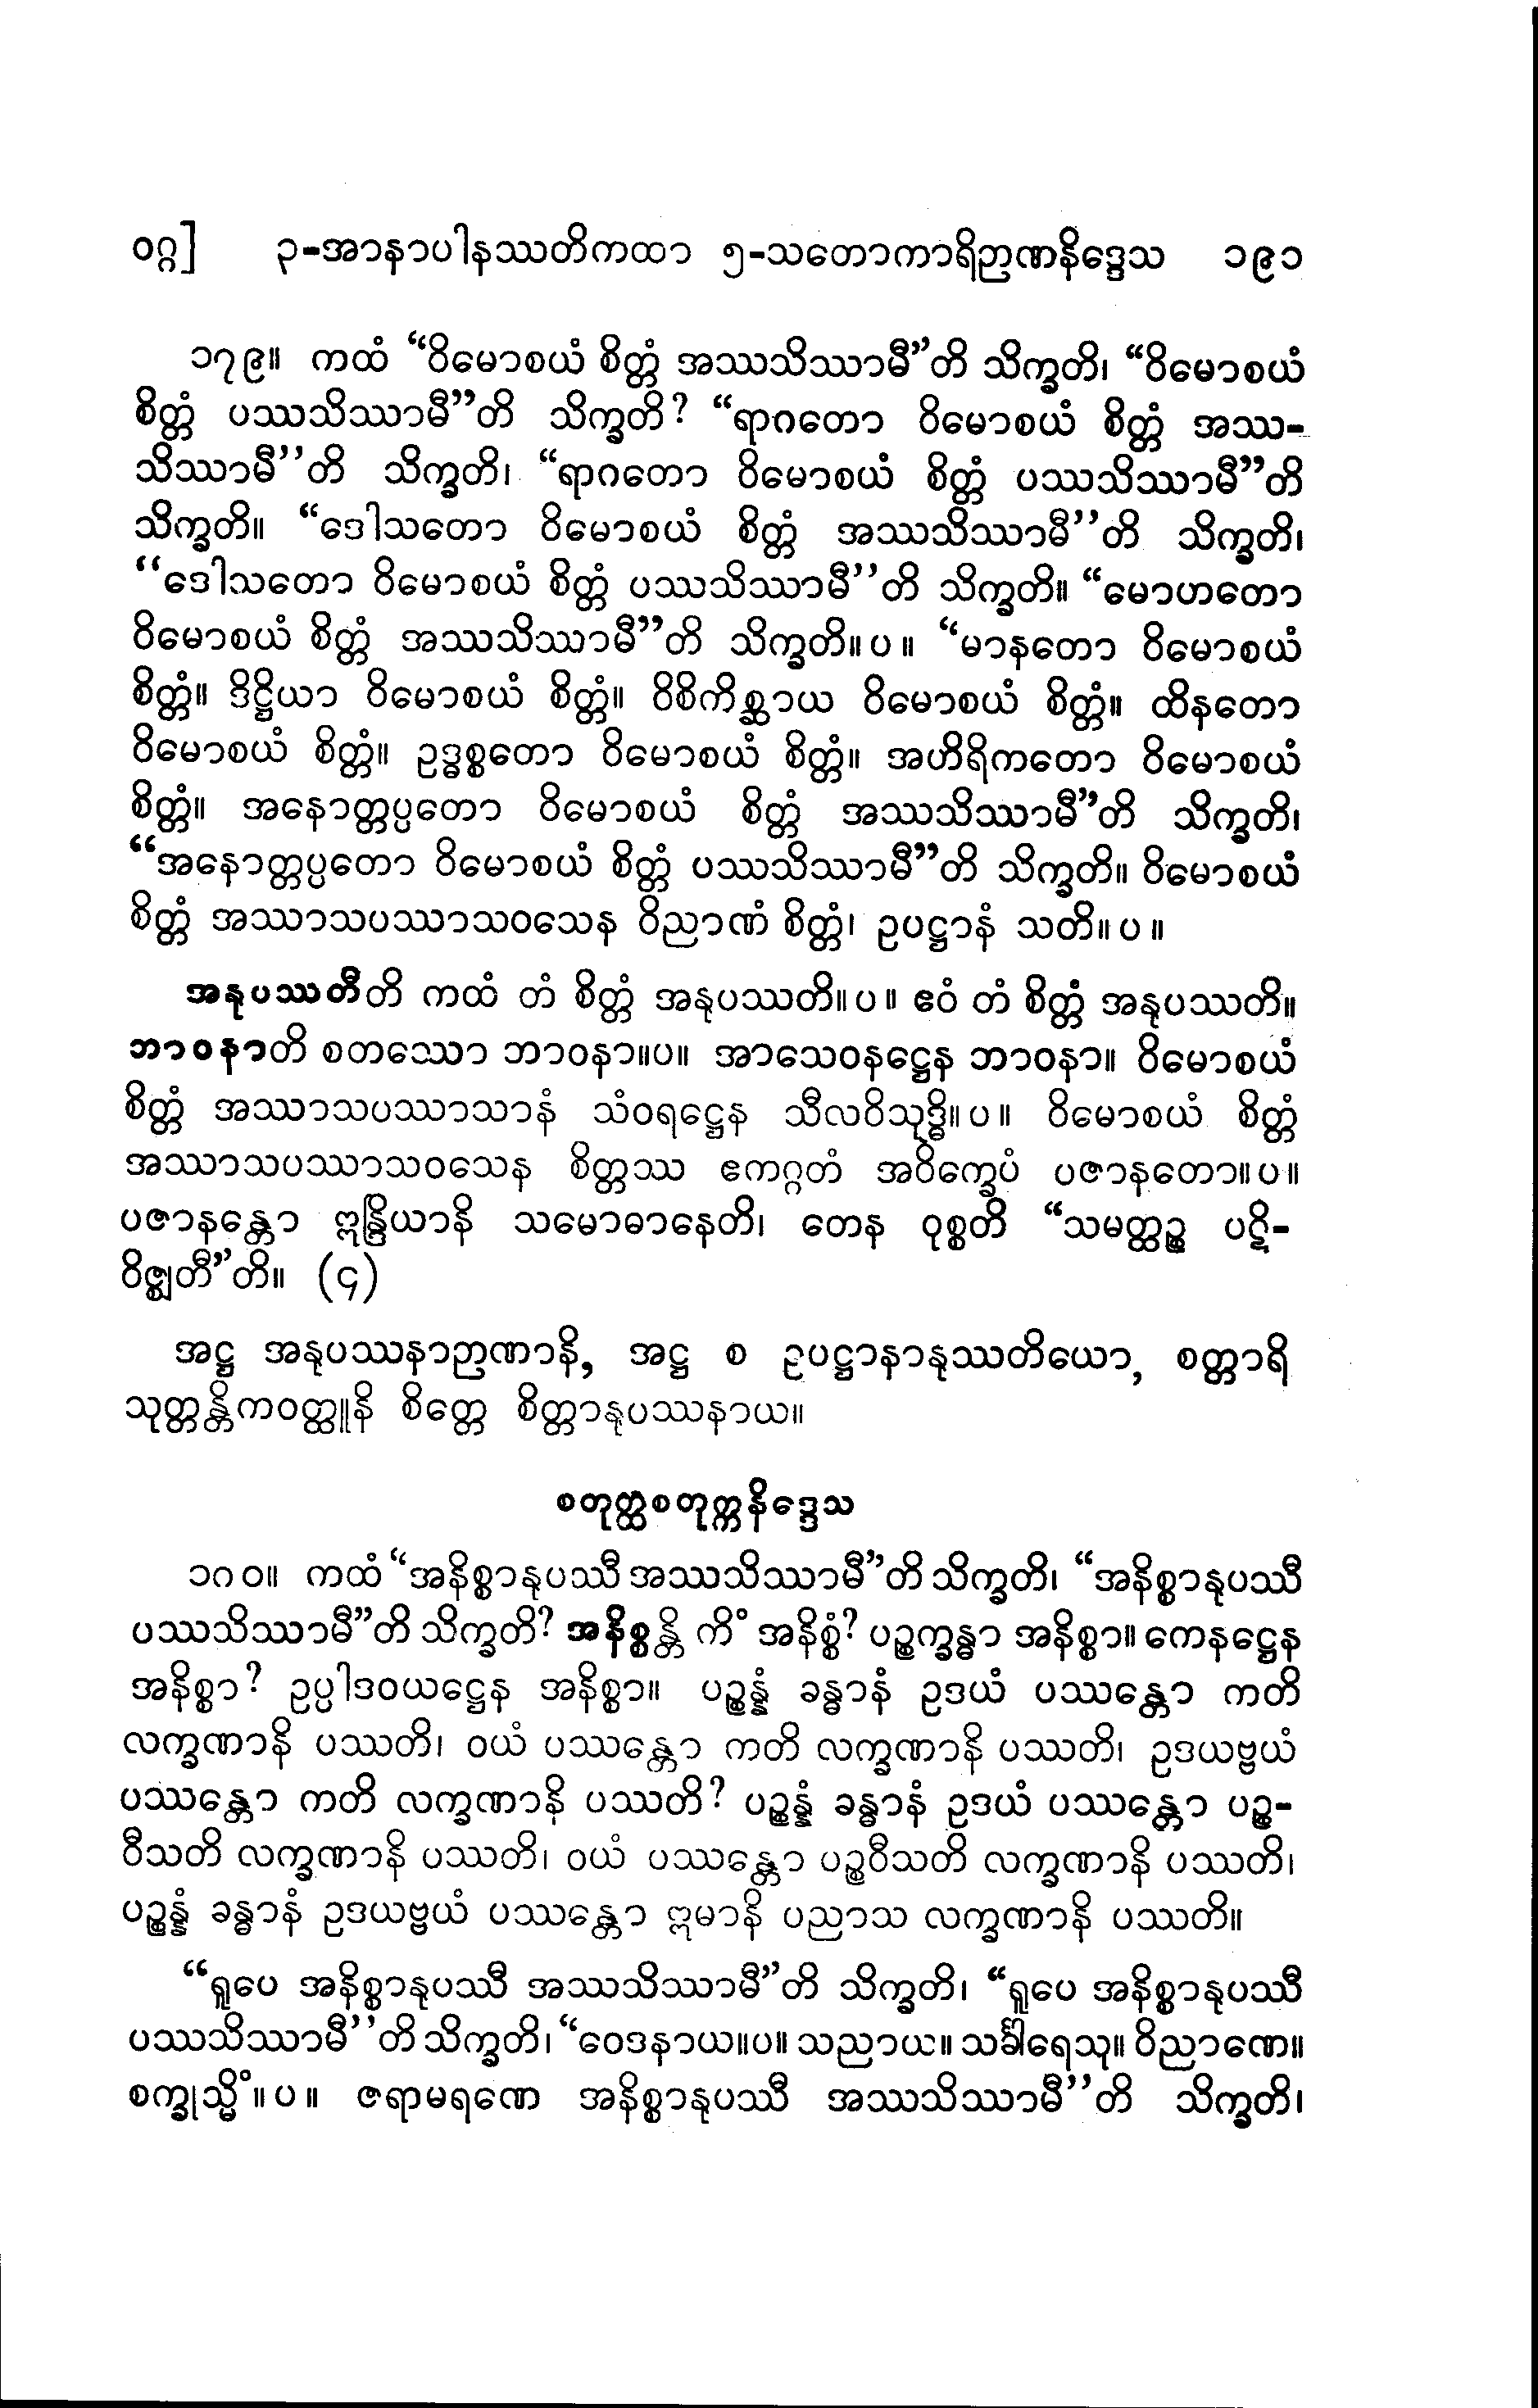 ဝဂ္ဂ] ၃-အာနာပါနဿတိကထာ ၅-သတောကာရိဉာဏနိဒ္ဒေသ ၁၉၁
၁၇၉။ ကထံ “ဝိမောစယံ စိတ္တံ အဿသိဿာမီ”တိ သိက္ခတိ၊ “ဝိမောစယံ
စိတ္တံ ပဿသိဿာမီ”တိ သိက္ခတိ? “ရာဂတော ဝိမောစယံ စိတ္တံ အဿ-
သိဿာမီ’’တိ သိက္ခတိ၊ “ရာဂတော ဝိမောစယံ စိတ္တံ ပဿသိဿာမီ”တိ
သိက္ခတိ။ “ဒေါသတော ဝိမောစယံ စိတ္တံ အဿသိဿာမီ’’တိ သိက္ခတိ၊
‘‘ဒေါသတော ဝိမောစယံ စိတ္တံ ပဿသိဿာမီ’’တိ သိက္ခတိ။ “မောဟတော
ဝိမောစယံ စိတ္တံ အဿသိဿာမီ”တိ သိက္ခတိ။ပ။ “မာနတော ဝိမောစယံ
စိတ္တံ။ ဒိဋ္ဌိယာ ဝိမောစယံ စိတ္တံ။ ဝိစိကိစ္ဆာယ ဝိမောစယံ စိတ္တံ။ ထိနတော
ဝိမောစယံ စိတ္တံ။ ဥဒ္ဓစ္စတော ဝိမောစယံ စိတ္တံ။ အဟိရိကတော ဝိမောစယံ
စိတ္တံ။ အနောတ္တပ္ပတော ဝိမောစယံ စိတ္တံ အဿသိဿာမီ”တိ သိက္ခတိ၊
“အနောတ္တပ္ပတော ဝိမောစယံ စိတ္တံ ပဿသိဿာမီ”တိ သိက္ခတိ။ ဝိမောစယံ
စိတ္တံ အဿာသပဿာသဝသေန ဝိညာဏံ စိတ္တံ၊ ဥပဋ္ဌာနံ သတိ။ပ။
အနုပဿတီတိ ကထံ တံ စိတ္တံ အနုပဿတိ။ပ။ ဧဝံ တံ စိတ္တံ အနုပဿတိ။
ဘာဝနာတိ စတဿော ဘာဝနာ။ပ။ အာသေဝနဋ္ဌေန ဘာဝနာ။ ဝိမောစယံ
စိတ္တံ အဿာသပဿာသာနံ သံဝရဋ္ဌေန သီလဝိသုဒ္ဓိ။ပ။ ဝိမောစယံ စိတ္တံ
အဿာသပဿာသဝသေန စိတ္တဿ ဧကဂ္ဂတံ အဝိက္ခေပံ ပဇာနတော။ပ။
ပဇာနန္တော ဣန္ဒြိယာနိ သမောဓာနေတိ၊ တေန ဝုစ္စတိ “သမတ္ထဉ္စ ပဋိ-
ဝိဇ္ဈတီ”တိ။ (၄)
အဋ္ဌ အနုပဿနာဉာဏာနိ, အဋ္ဌ စ ဥပဋ္ဌာနာနုဿတိယော, စတ္တာရိ
သုတ္တန္တိကဝတ္ထူနိ စိတ္တေ စိတ္တာနုပဿနာယ။
စတုတ္ထစတုက္ကနိဒ္ဒေသ
၁၈၀။ ကထံ “အနိစ္စာနုပဿီ အဿသိဿာမီ”တိ သိက္ခတိ၊ “အနိစ္စာနုပဿီ
ပဿသိဿာမီ”တိ သိက္ခတိ? အနိစ္စန္တိ ကိံ အနိစ္စံ? ပဉ္စက္ခန္ဓာ အနိစ္စာ။ ကေနဋ္ဌေန
အနိစ္စာ? ဥပ္ပါဒဝယဋ္ဌေန အနိစ္စာ။ ပဉ္စန္နံ ခန္ဓာနံ ဥဒယံ ပဿန္တော ကတိ
လက္ခဏာနိ ပဿတိ၊ ဝယံ ပဿန္တော ကတိ လက္ခဏာနိ ပဿတိ၊ ဥဒယဗ္ဗယံ
ပဿန္တော ကတိ လက္ခဏာနိ ပဿတိ? ပဉ္စန္နံ ခန္ဓာနံ ဥဒယံ ပဿန္တော ပဉ္စ-
ဝီသတိ လက္ခဏာနိ ပဿတိ၊ ဝယံ ပဿန္တော ပဉ္စဝီသတိ လက္ခဏာနိ ပဿတိ၊
ပဉ္စန္နံ ခန္ဓာနံ ဥဒယဗ္ဗယံ ပဿန္တော ဣမာနိ ပညာသ လက္ခဏာနိ ပဿတိ။
“ရူပေ အနိစ္စာနုပဿီ အဿသိဿာမီ”တိ သိက္ခတိ၊ “ရူပေ အနိစ္စာနုပဿီ
ပဿသိဿာမီ’’တိ သိက္ခတိ၊ “ဝေဒနာယ။ပ။ သညာယ။ သင်္ခါရေသု။ ဝိညာဏေ။
စက္ခုသ္မိံ။ပ။ ဇရာမရဏေ အနိစ္စာနုပဿီ အဿသိဿာမီ’’တိ သိက္ခတိ၊